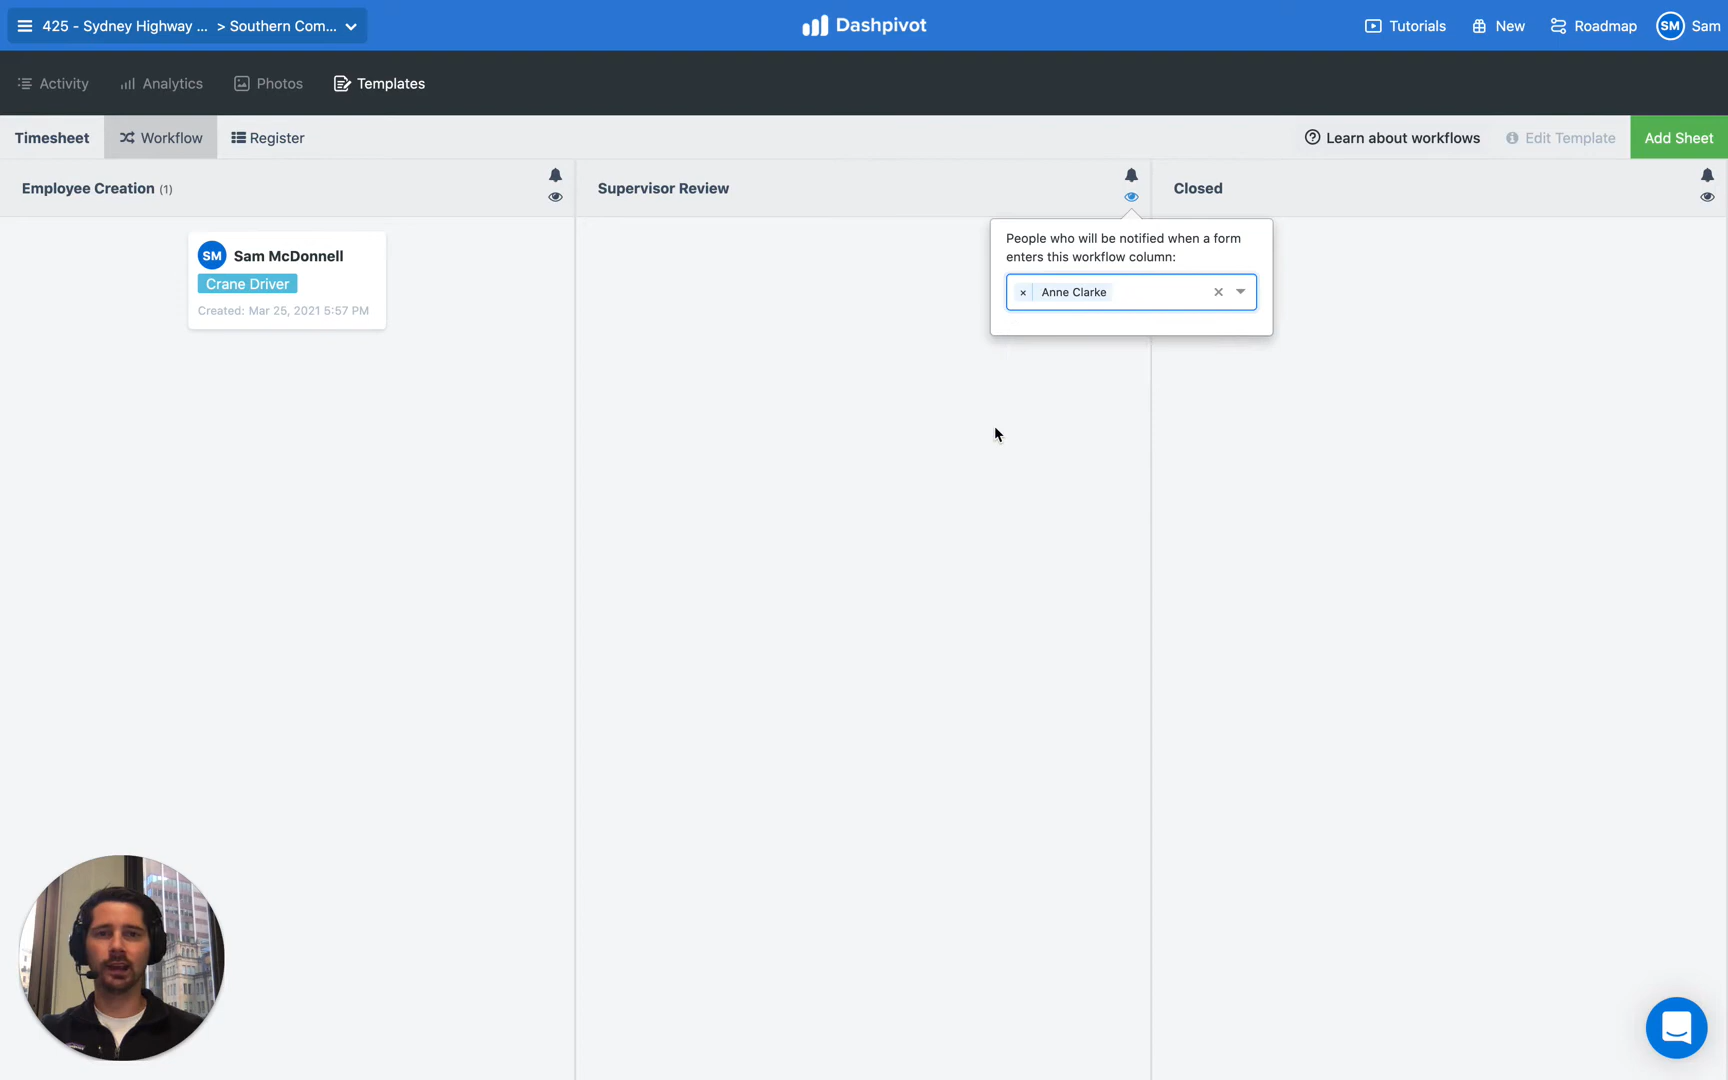 425 - Sydney Highway ... > Southern Com...
Dashpivot
Tutorials
New
Roadmap
SM
Sam
Activity
Analytics
Photos
Templates
Timesheet
Workflow
Register
Learn about workflows
Edit Template
Add Sheet
Employee Creation (1)
Supervisor Review
Closed
SM
Sam McDonnell
Crane Driver
Created: Mar 25, 2021 5:57 PM
People who will be notified when a form
enters this workflow column:
× Anne Clarke